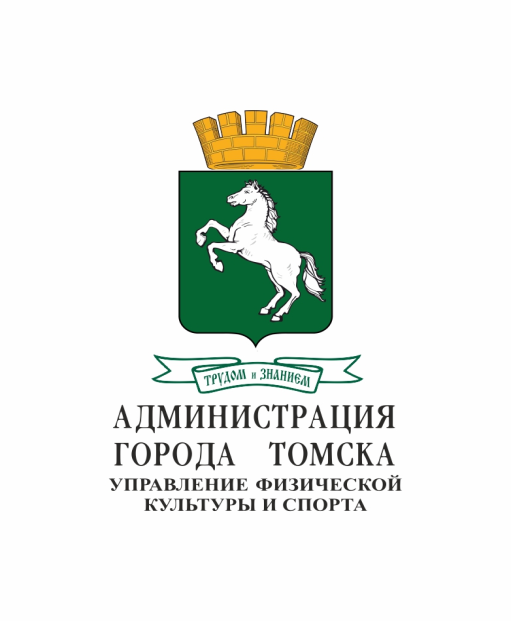 ТРУДОМ и ЗНАНИЕМ
АДМИНИСТРАЦИЯ
ГОРОДА ТОМСКА
УПРАВЛЕНИЕ ФИЗИЧЕСКОЙ
КУЛЬТУРЫ И СПОРТА